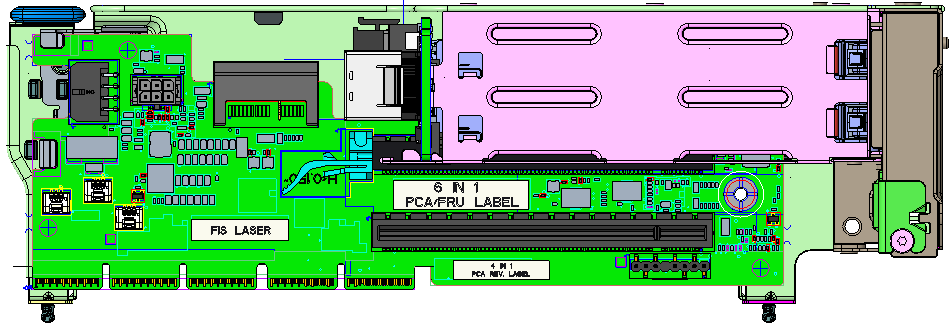 6 IN 1
PCA/FRU LABEL
FIS LASER
4 IN 1
PCA REV. LABEL